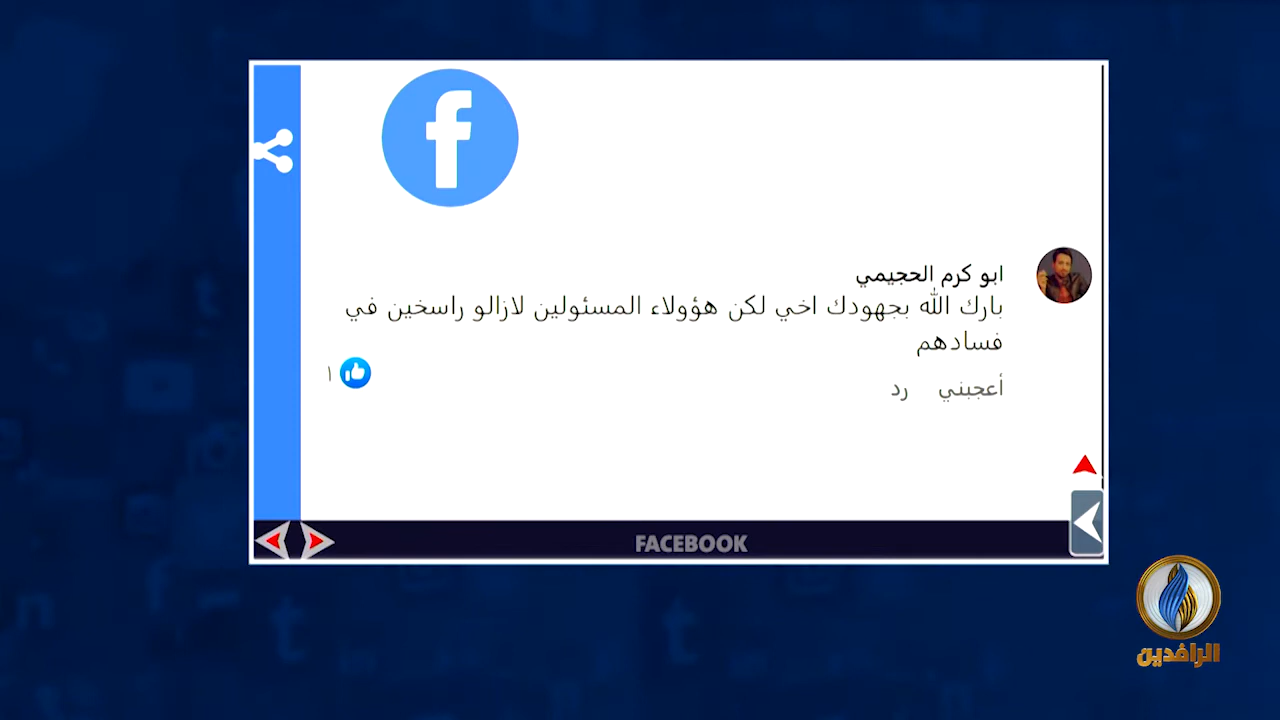 ابو كرم الحجيمي
بارك الله بجهودك اخي لكن هؤولاء المسئولين لازالو راسخين في
فسادهم
١
أعجبني رد
FACEBOOK
الرافدين